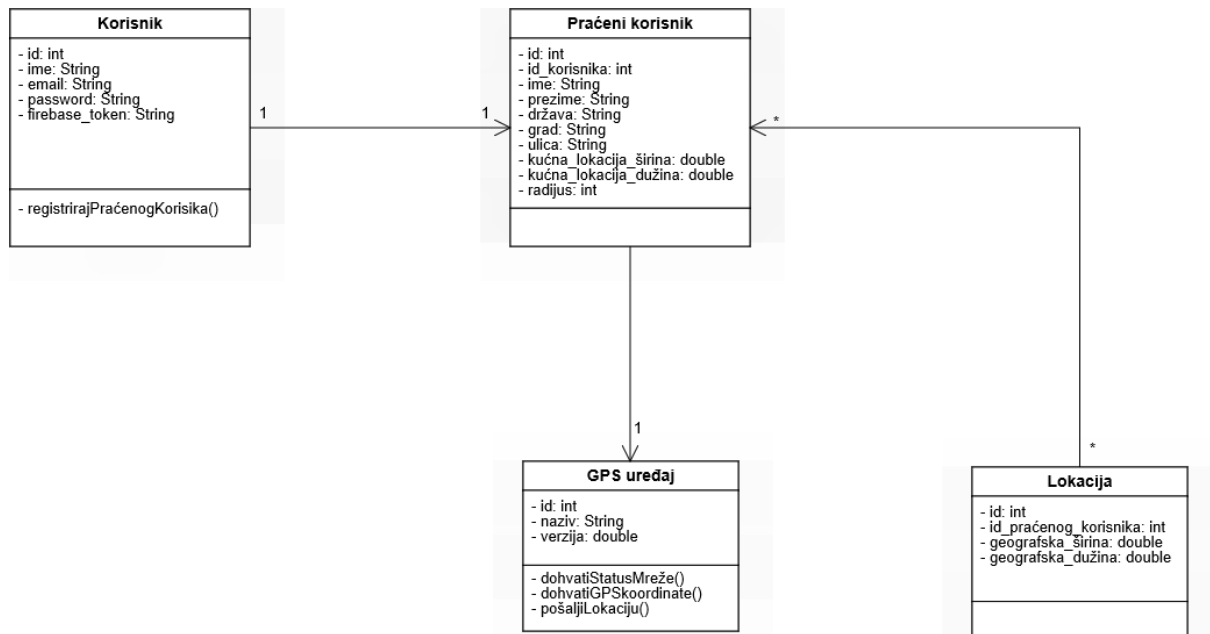 Korisnik
- id: int
- ime: String
- email: String
- password: String
- firebase_token: String
- registrirajPraćenogKorisika()
1
1
Praćeni korisnik
- id: int
- id_korisnika: int
- ime: String
- prezime: String
- država: String
- grad: String
- ulica: String
- kućna_lokacija_širina: double
- kućna_lokacija_dužina: double
- radijus: int
*
1
*
GPS uređaj
- id: int
- naziv: String
- verzija: double
- dohvatiStatusMreže()
- dohvatiGPSkoordinate()
- pošaljiLokaciju()
Lokacija
- id: int
- id_praćenog_korisnika: int
- geografska_širina: double
- geografska_dužina: double